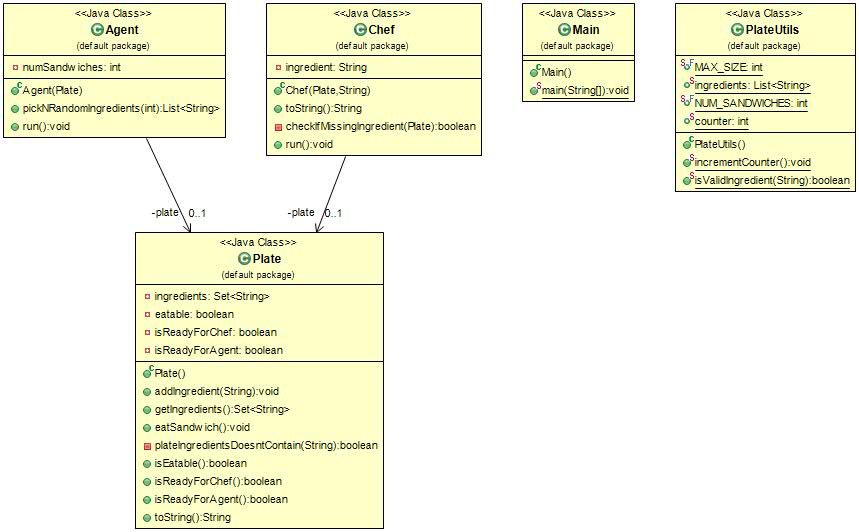 <<Java Class>>
Agent
(default package)
numSandwiches: int
Agent(Plate)
pickNRandomIngredients(int):List<String>
run():void
<<Java Class>>
Chef
(default package)
ingredient: String
Chef(Plate,String)
toString():String
checkIfMissingIngredient(Plate):boolean
run():void
<<Java Class>>
Main
(default package)
Main()
main(String[]):void
<<Java Class>>
PlateUtils
(default package)
MAX_SIZE: int
ingredients: List<String>
NUM_SANDWICHES: int
counter: int
PlateUtils()
incrementCounter():void
isValidIngredient(String):boolean
-plate 0..1
-plate 0..1
<<Java Class>>
Plate
(default package)
ingredients: Set<String>
eatable: boolean
isReadyForChef: boolean
isReadyForAgent: boolean
Plate()
addIngredient(String):void
getIngredients():Set<String>
eatSandwich():void
plateIngredientsDoesntContain(String):boolean
isEatable():boolean
isReadyForChef():boolean
isReadyForAgent():boolean
toString():String